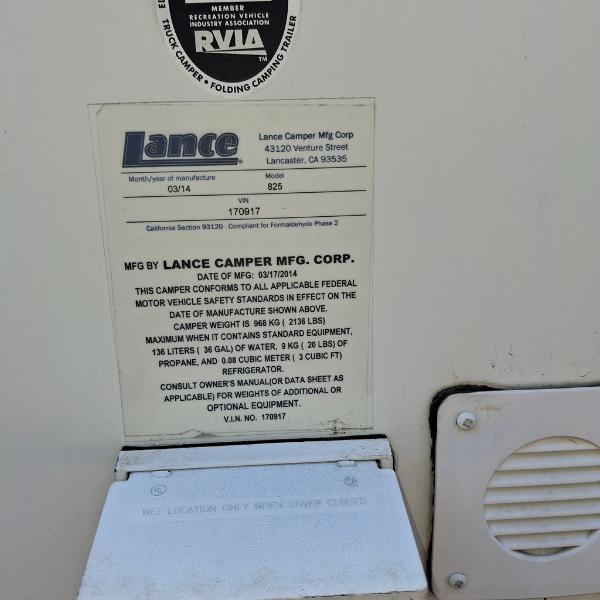 MEMBER
RECREATION VEHICLE
INDUSTRY ASSOCIATION
RVIA
TM
TRUCK CAMPER • FOLDING CAMPING TRAILER
Lance
Lance Camper Mfg Corp
43120 Venture Street
Lancaster, CA 93535
Month/year of manufacture Model
03/14 825
VIN
170917
California Section 93120 - Compliant for Formaldehyde Phase 2
MFG BY LANCE CAMPER MFG. CORP.
DATE OF MFG: 03/17/2014
THIS CAMPER CONFORMS TO ALL APPLICABLE FEDERAL
MOTOR VEHICLE SAFETY STANDARDS IN EFFECT ON THE
DATE OF MANUFACTURE SHOWN ABOVE.
CAMPER WEIGHT IS 968 KG ( 2136 LBS)
MAXIMUM WHEN IT CONTAINS STANDARD EQUIPMENT,
136 LITERS ( 36 GAL) OF WATER, 9 KG ( 20 LBS) OF
PROPANE, AND 0.08 CUBIC METER ( 3 CUBIC FT)
REFRIGERATOR.
CONSULT OWNER'S MANUAL(OR DATA SHEET AS
APPLICABLE) FOR WEIGHTS OF ADDITIONAL OR
OPTIONAL EQUIPMENT.
V.I.N. NO. 170917
WET LOCATION ONLY WHEN COVER CLOSED